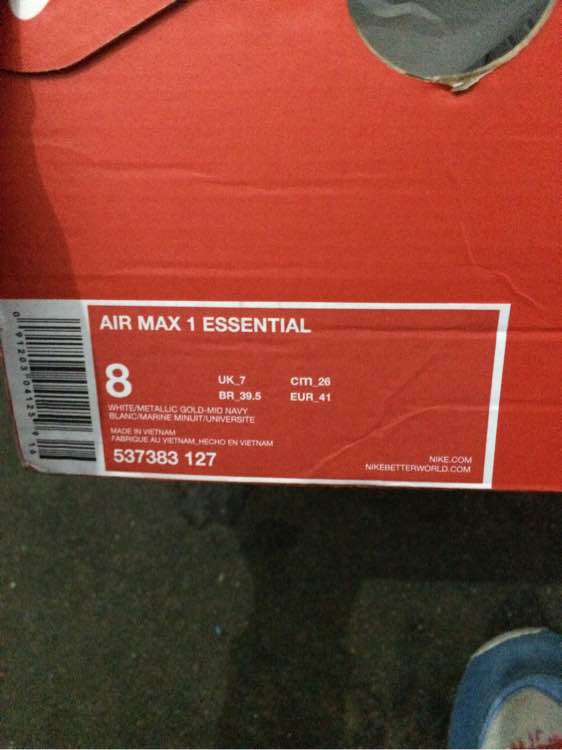 AIR MAX 1 ESSENTIAL
8
UK_7 cm_26
BR_39.5 EUR_41
WHITE/METALLIC GOLD-MID NAVY
BLANC/MARINE MINUIT/UNIVERSITE
MADE IN VIETNAM
FABRIQUE AU VIETNAM_HECHO EN VIETNAM
537383 127
NIKE.COM
NIKEBETTERWORLD.COM